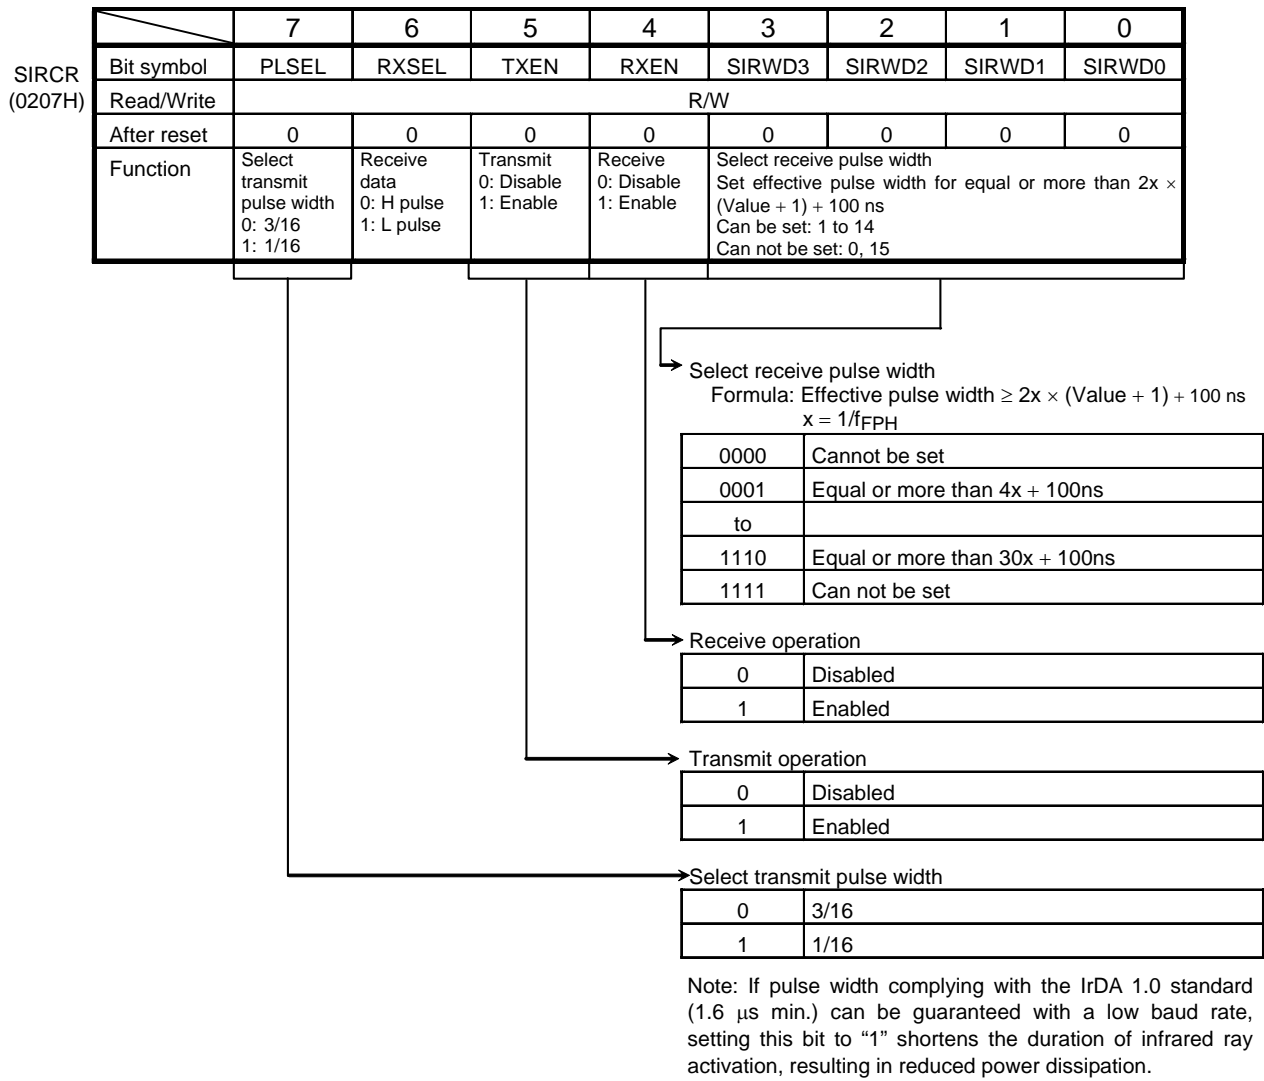 7 6 5 4 3 2 1 0
SIRCR
(0207H)
Bit symbol PLSEL RXSEL TXEN RXEN SIRWD3 SIRWD2 SIRWD1 SIRWD0
Read/Write R/W
After reset 0 0 0 0 0 0 0 0
Function
Select
transmit
pulse width
0: 3/16
1: 1/16
Receive
data
0: H pulse
1: L pulse
Transmit
0: Disable
1: Enable
Receive
0: Disable
1: Enable
Select receive pulse width
Set effective pulse width for equal or more than 2x ×
(Value + 1) + 100 ns
Can be set: 1 to 14
Can not be set: 0, 15
Select receive pulse width
Formula: Effective pulse width ≥ 2x × (Value + 1) + 100 ns
x = 1/fFPH
0000 Cannot be set
0001 Equal or more than 4x + 100ns
to
1110 Equal or more than 30x + 100ns
1111 Can not be set
Receive operation
0 Disabled
1 Enabled
Transmit operation
0 Disabled
1 Enabled
Select transmit pulse width
0 3/16
1 1/16
Note: If pulse width complying with the IrDA 1.0 standard
(1.6 μs min.) can be guaranteed with a low baud rate,
setting this bit to “1” shortens the duration of infrared ray
activation, resulting in reduced power dissipation.